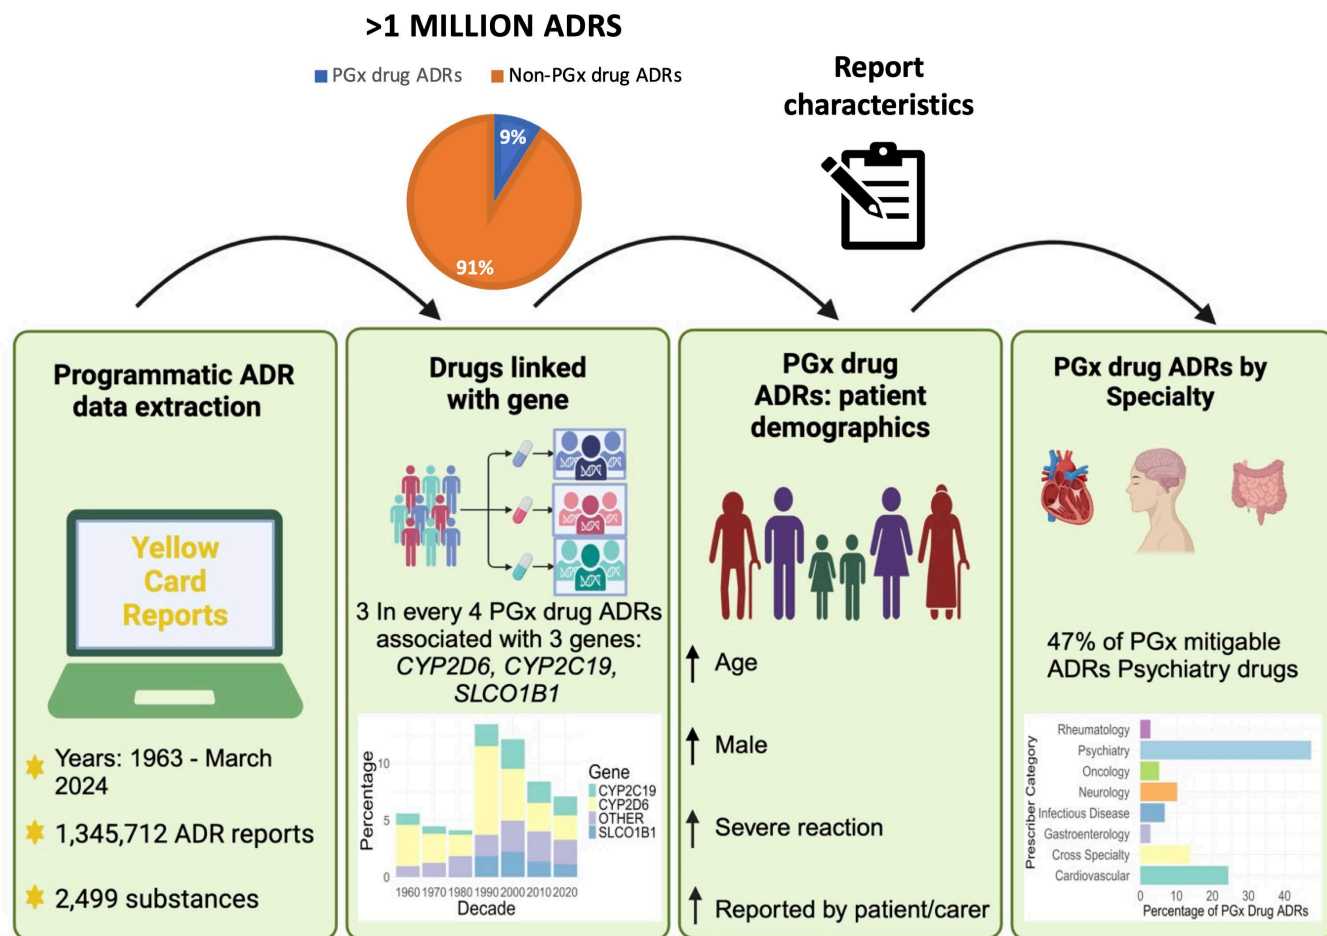 >1 MILLION ADRS
PGx drug ADRs
Non-PGx drug ADRs
9%
91%
Report
characteristics
Programmatic ADR
data extraction
Yellow
Card
Reports
Years: 1963 - March
2024
1,345,712 ADR reports
2,499 substances
Drugs linked
with gene
3 In every 4 PGx drug ADRs
associated with 3 genes:
CYP2D6, CYP2C19,
SLCO1B1
Percentage
10
5
0
1960 1970 1980 1990 2000 2010 2020
Decade
Gene
CYP2C19
CYP2D6
OTHER
SLCO1B1
PGx drug
ADRs: patient
demographics
Age
Male
Severe reaction
Reported by patient/carer
PGx drug ADRs by
Specialty
47% of PGx mitigable
ADRs Psychiatry drugs
Prescriber Category
Rheumatology
Psychiatry
Oncology
Neurology
Infectious Disease
Gastroenterology
Cross Specialty
Cardiovascular
0 10 20 30 40
Percentage of PGx Drug ADRs